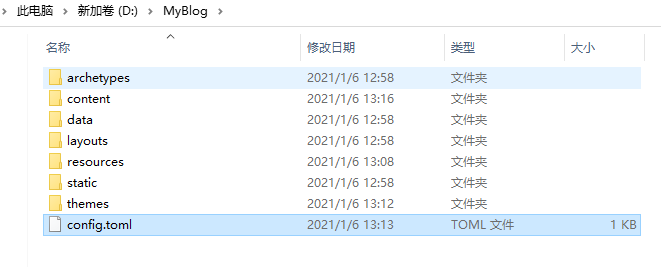 此电脑 新加卷 (D:) MyBlog
名称 修改日期 类型 大小
archetypes 2021/1/6 12:58 文件夹
content 2021/1/6 13:16 文件夹
data 2021/1/6 12:58 文件夹
layouts 2021/1/6 12:58 文件夹
resources 2021/1/6 13:08 文件夹
static 2021/1/6 12:58 文件夹
themes 2021/1/6 13:12 文件夹
config.toml 2021/1/6 13:13 TOML 文件 1 KB